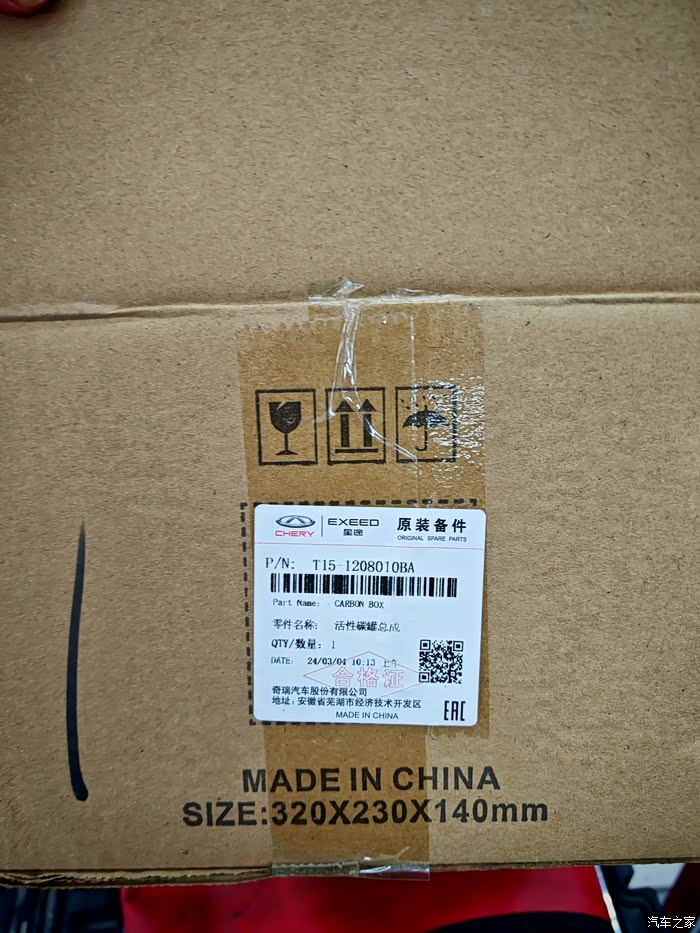 CHERY EXEED 星途 原装备件
ORIGINAL SPARE PARTS
P/N: T15-1208010BA
Part Name: CARBON BOX
零件名称: 活性碳罐总成
QTY/数量: 1
DATE: 24/03/04 10:13 上午
合格证
奇瑞汽车股份有限公司
地址: 安徽省芜湖市经济技术开发区
MADE IN CHINA
EAC
MADE IN CHINA
SIZE:320X230X140mm
汽车之家